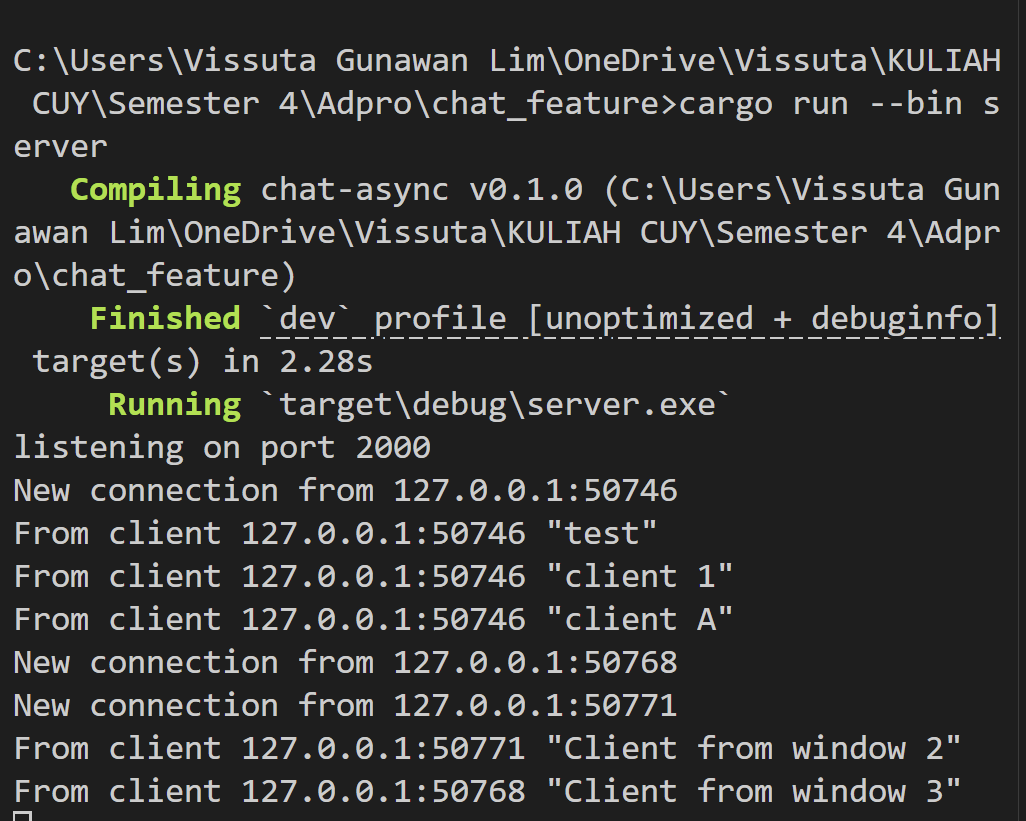 C:\Users\Vissuta Gunawan Lim\OneDrive\Vissuta\KULIAH
 CUY\Semester 4\Adpro\chat_feature>cargo run --bin s
erver
   Compiling chat-async v0.1.0 (C:\Users\Vissuta Gun
awan Lim\OneDrive\Vissuta\KULIAH CUY\Semester 4\Adpr
o\chat_feature)
    Finished `dev` profile [unoptimized + debuginfo]
 target(s) in 2.28s
     Running `target\debug\server.exe`
listening on port 2000
New connection from 127.0.0.1:50746
From client 127.0.0.1:50746 "test"
From client 127.0.0.1:50746 "client 1"
From client 127.0.0.1:50746 "client A"
New connection from 127.0.0.1:50768
New connection from 127.0.0.1:50771
From client 127.0.0.1:50771 "Client from window 2"
From client 127.0.0.1:50768 "Client from window 3"